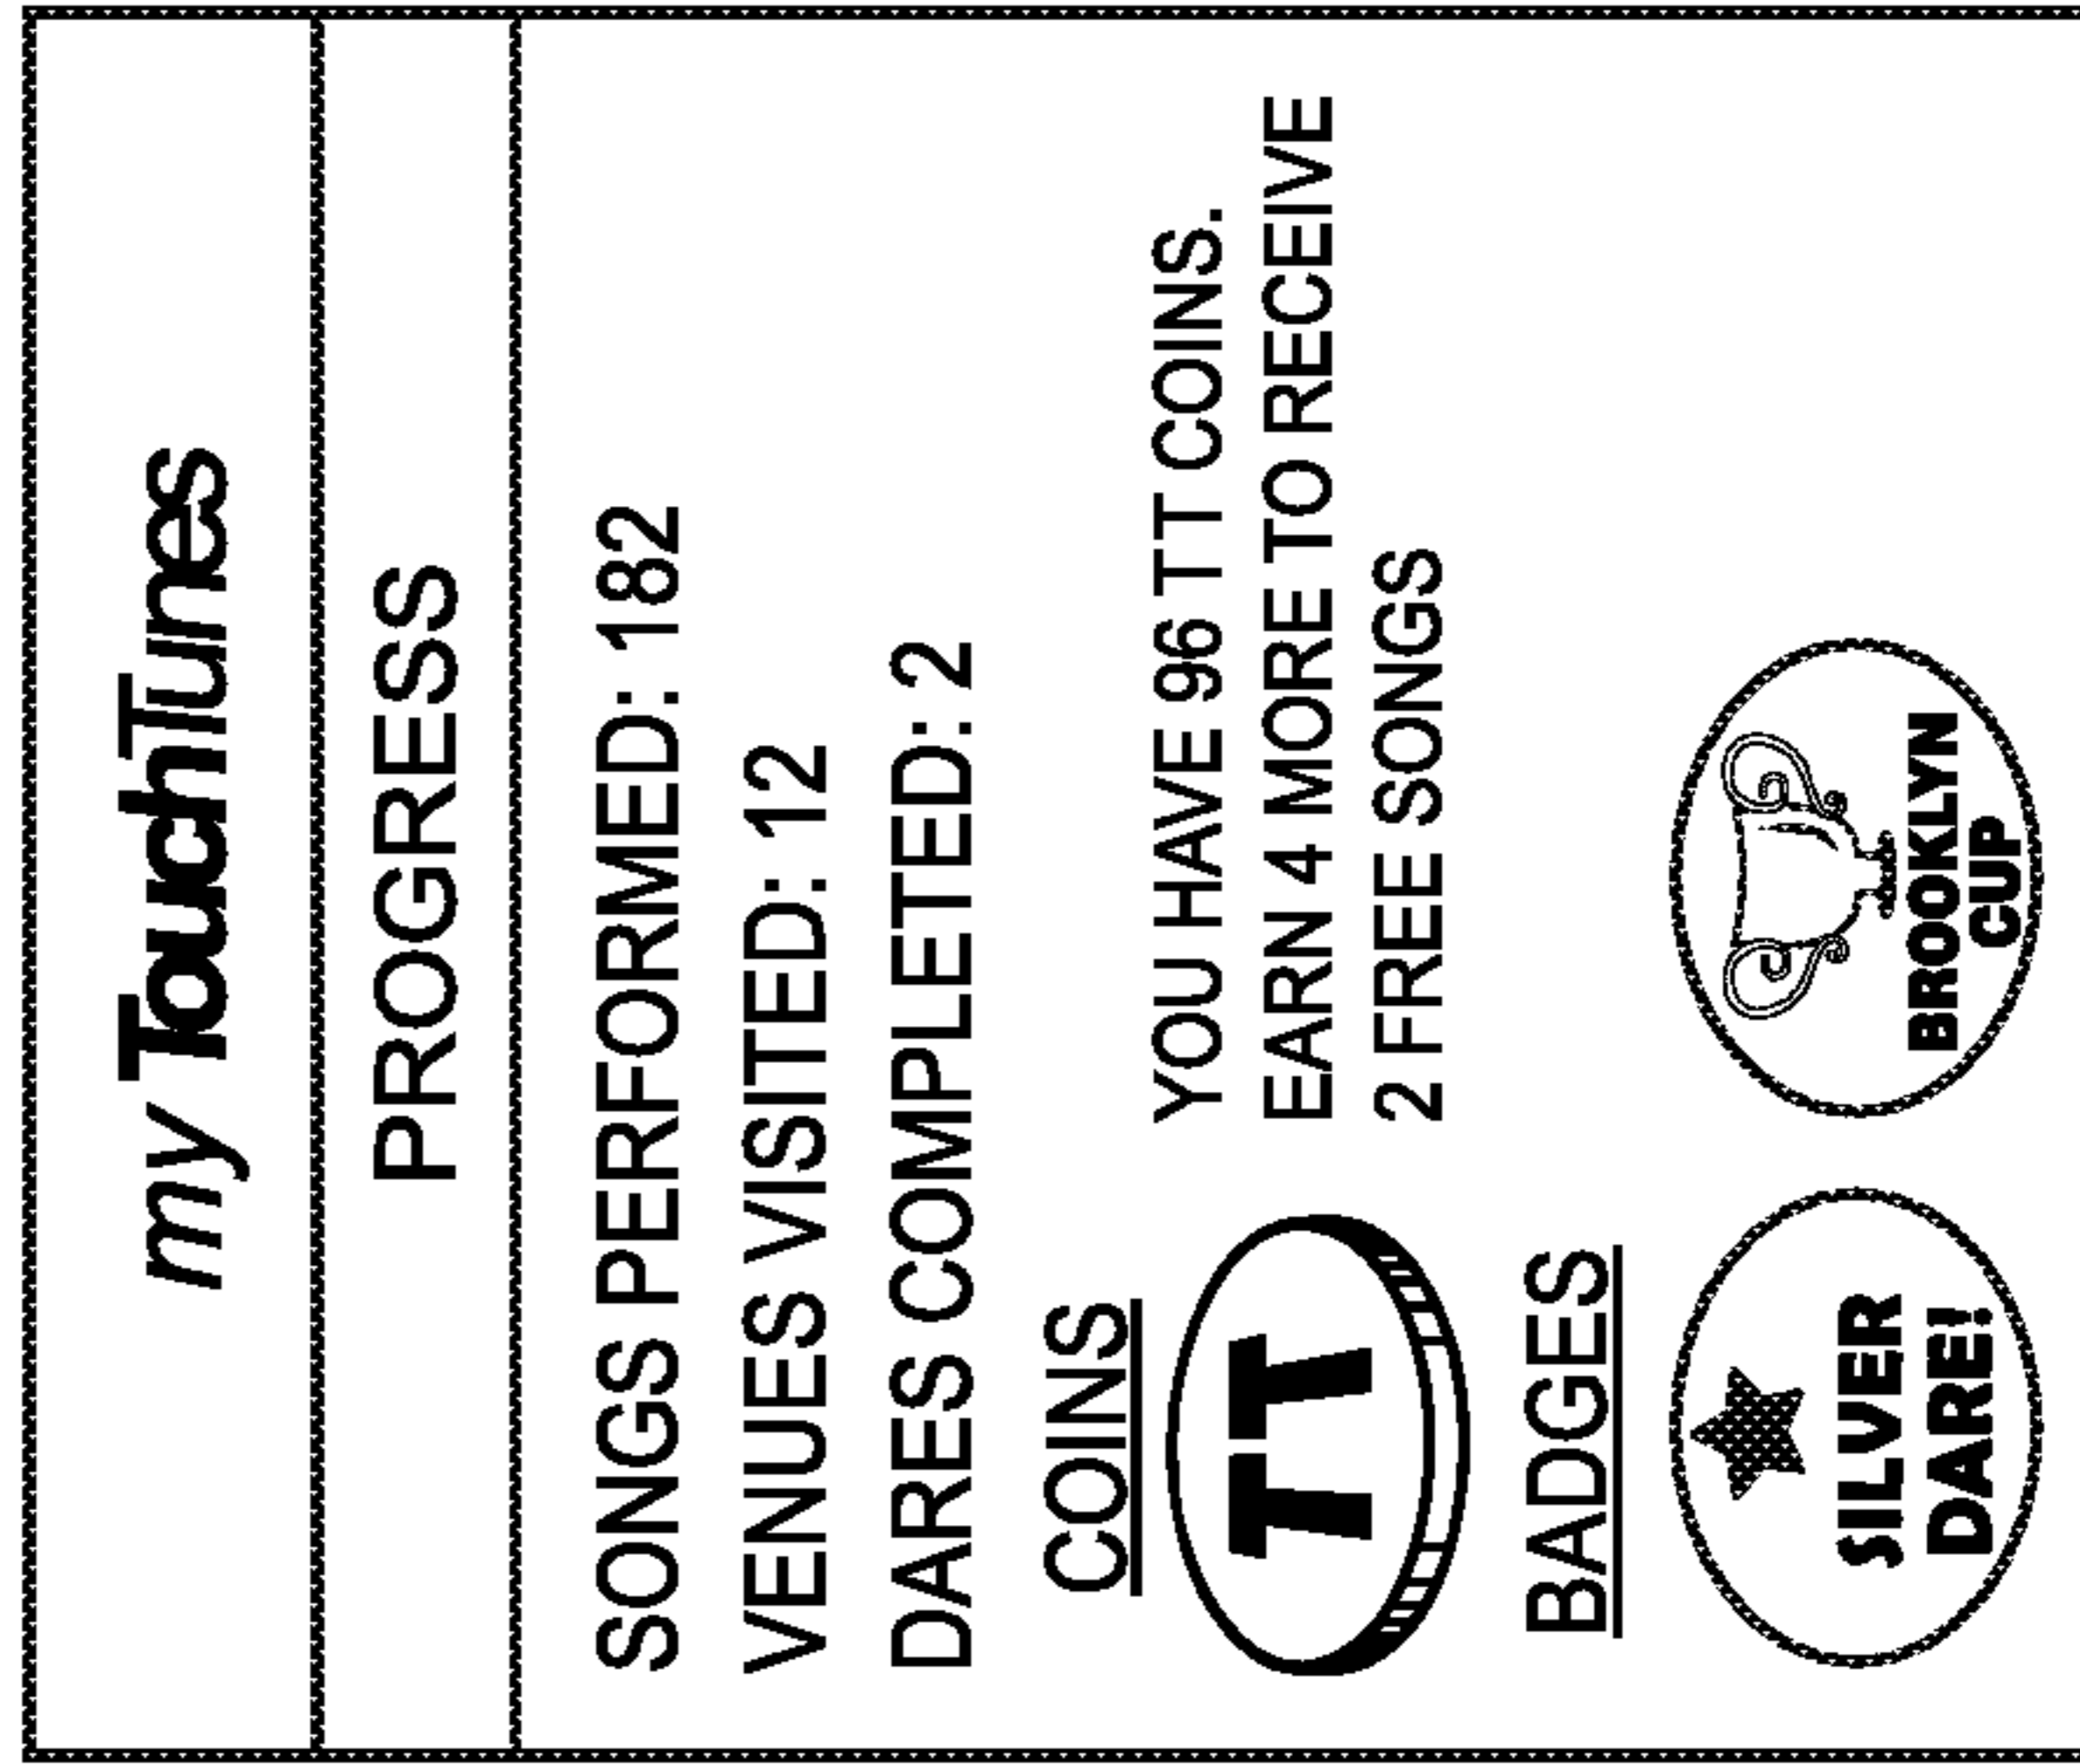 my TouchTunes
PROGRESS
SONGS PERFORMED: 182
VENUES VISITED: 12
DARES COMPLETED: 2
COINS
TT
YOU HAVE 96 TT COINS.
EARN 4 MORE TO RECEIVE
2 FREE SONGS
BADGES
SILVER
DARE!
BROOKLYN
CUP